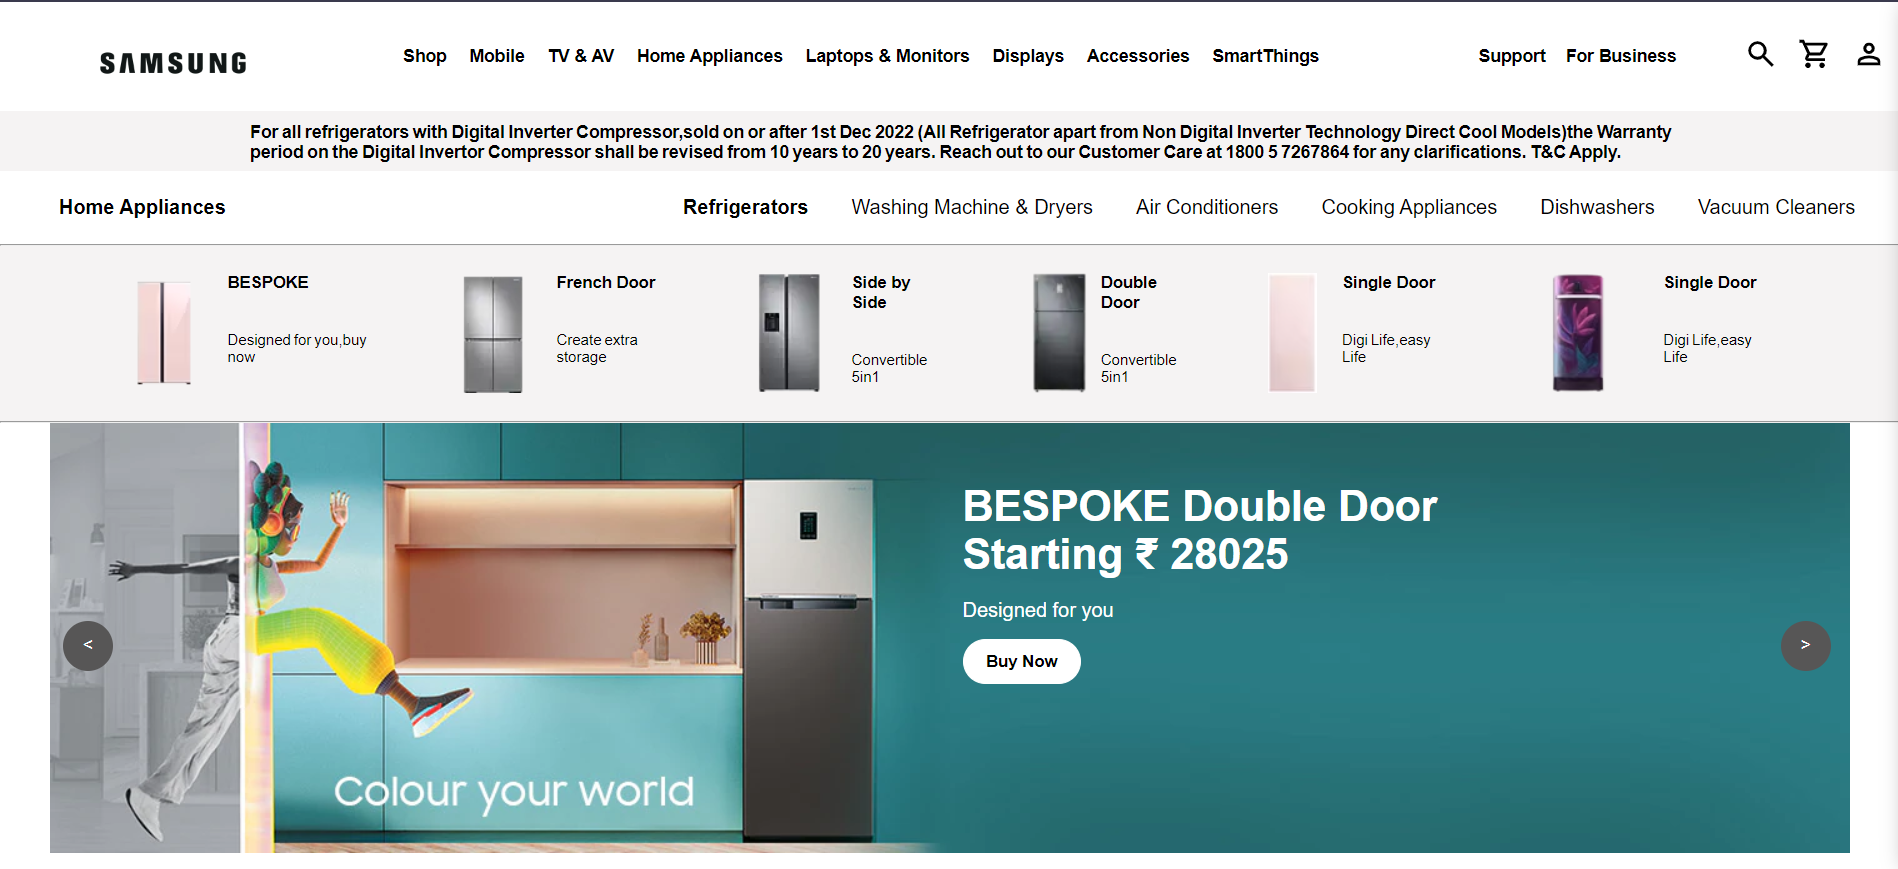 SAMSUNG
Shop Mobile TV & AV Home Appliances Laptops & Monitors Displays Accessories SmartThings Support For Business
For all refrigerators with Digital Inverter Compressor,sold on or after 1st Dec 2022 (All Refrigerator apart from Non Digital Inverter Technology Direct Cool Models)the Warranty
period on the Digital Invertor Compressor shall be revised from 10 years to 20 years. Reach out to our Customer Care at 1800 5 7267864 for any clarifications. T&C Apply.
Home Appliances
Refrigerators Washing Machine & Dryers Air Conditioners Cooking Appliances Dishwashers Vacuum Cleaners
BESPOKE
Designed for you,buy
now
French Door
Create extra
storage
Side by
Side
Convertible
5in1
Double
Door
Convertible
5in1
Single Door
Digi Life,easy
Life
Single Door
Digi Life,easy
Life
BESPOKE Double Door
Starting ₹ 28025
Designed for you
Buy Now
<
>
Colour your world